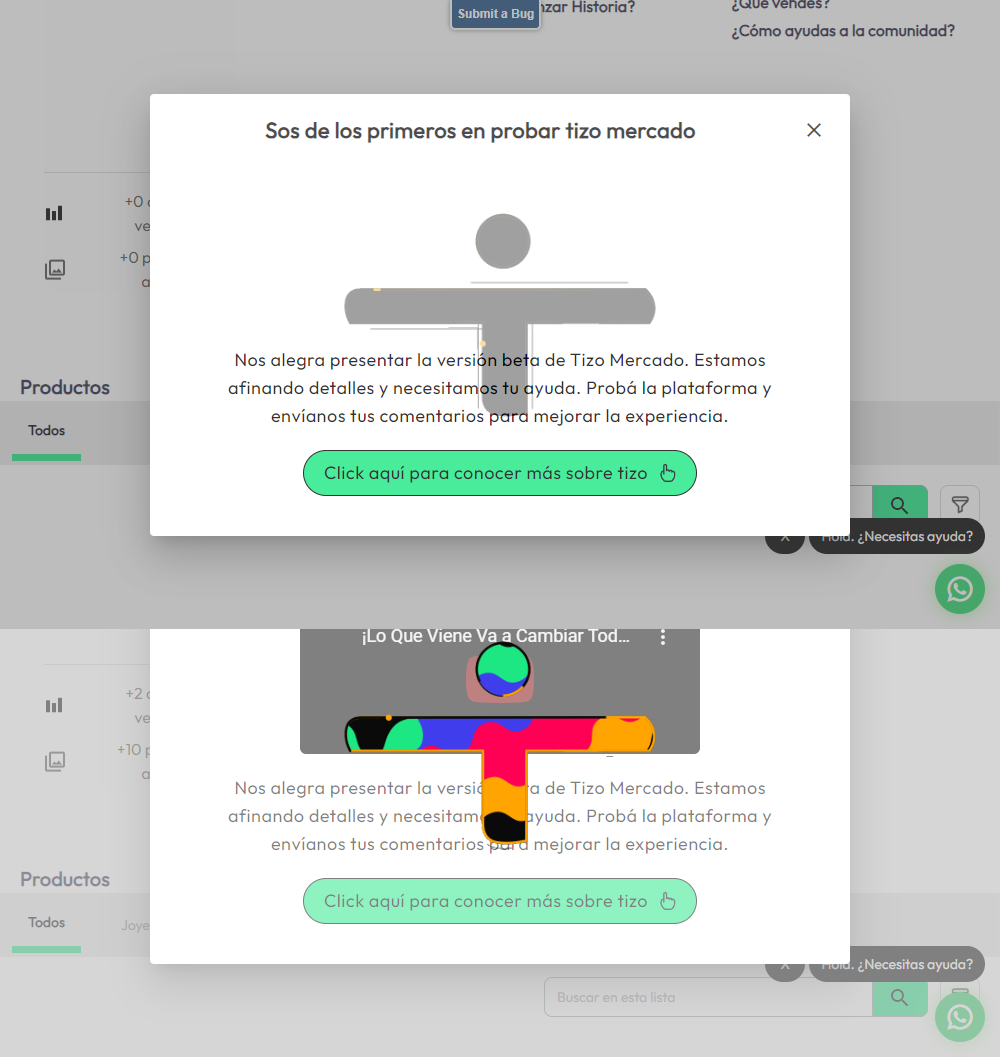 Submit a Bug
nzar Historia?
¿Qué vendes?
¿Cómo ayudas a la comunidad?
Sos de los primeros en probar tizo mercado
+0
ve
+0 p
a
Nos alegra presentar la versión beta de Tizo Mercado. Estamos
afinando detalles y necesitamos tu ayuda. Probá la plataforma y
envíanos tus comentarios para mejorar la experiencia.
Productos
Todos
Click aquí para conocer más sobre tizo
X
Hola. ¿Necesitas ayuda?
¡Lo Que Viene Va a Cambiar Tod...
+2
ve
+10 p
a
Nos alegra presentar la versió a de Tizo Mercado. Estamos
afinando detalles y necesitam ayuda. Probá la plataforma y
envíanos tus comentarios para mejorar la experiencia.
Productos
Todos
Joye
Click aquí para conocer más sobre tizo
X
Hola. ¿Necesitas ayuda?
Buscar en esta lista